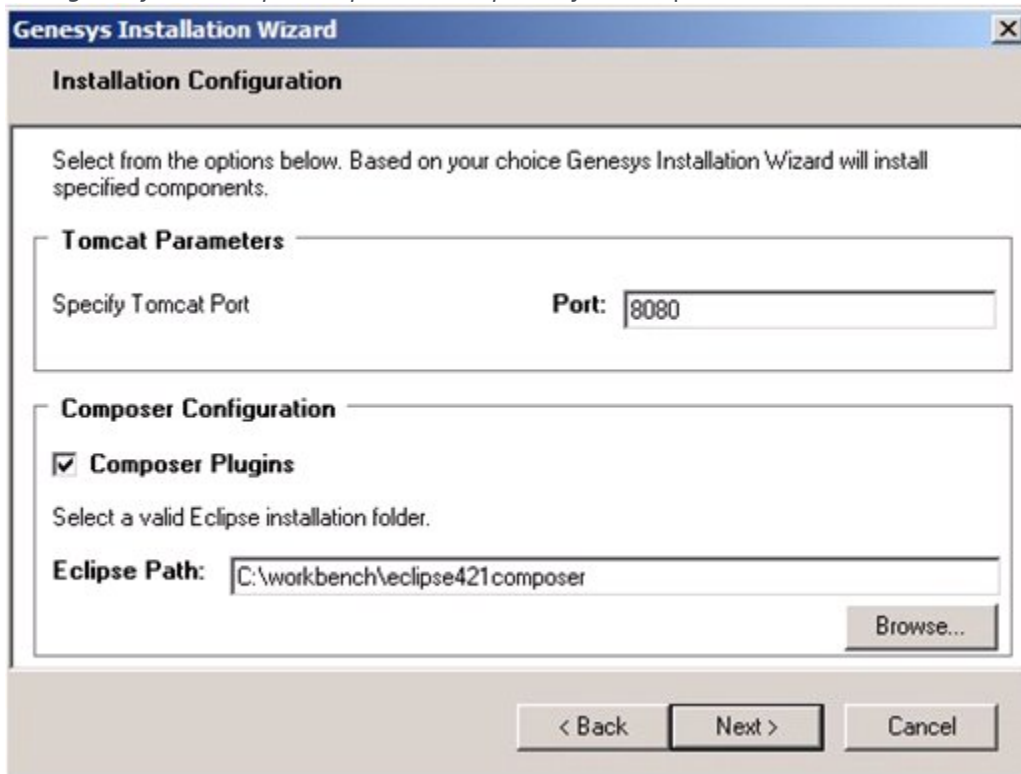 Genesys Installation Wizard
Installation Configuration
Select from the options below. Based on your choice Genesys Installation Wizard will install
specified components.
Tomcat Parameters
Specify Tomcat Port Port: 8080
Composer Configuration
Composer Plugins
Select a valid Eclipse installation folder.
Eclipse Path: C:\workbench\eclipse421composer
Browse...
< Back Next > Cancel